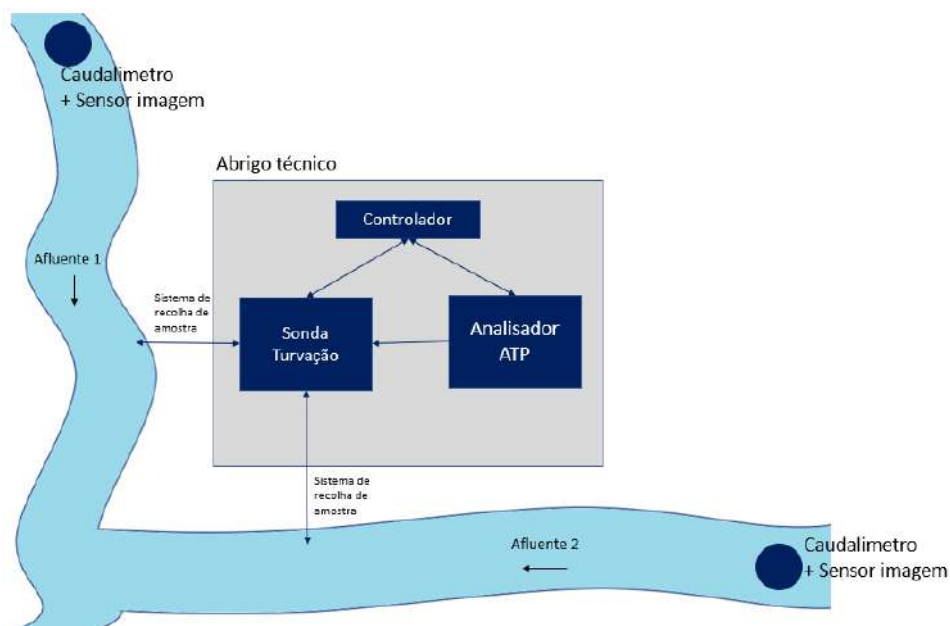 Caudalimetro
+ Sensor imagem
Abrigo técnico
Controlador
Afluente 1
Sistema de
recolha de
amostra
Sonda
Turvação
Analisador
ATP
Sistema de
recolha de
amostra
Afluente 2
Caudalimetro
+ Sensor imagem